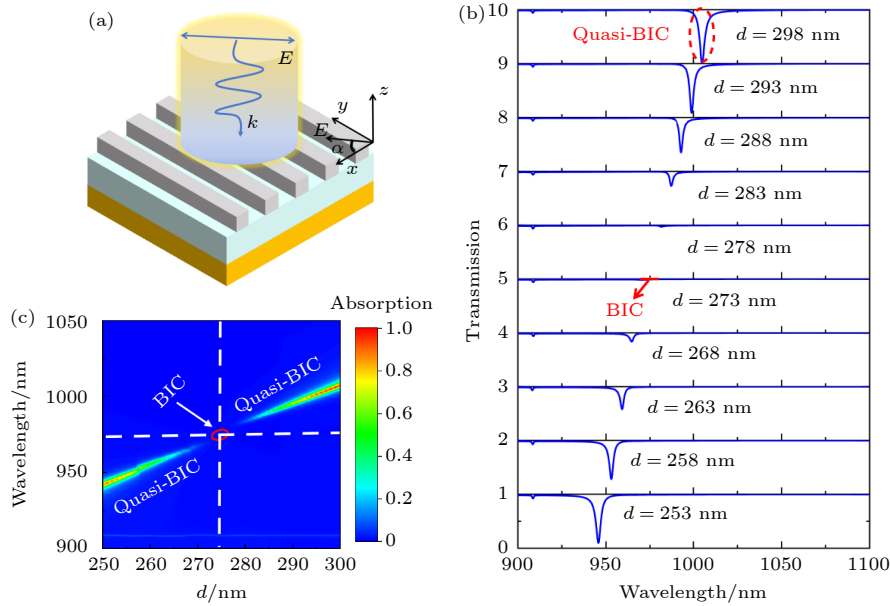 (a)
E
k
z
y
E
α
x
(b)
Transmission
10
9
8
7
6
5
4
3
2
1
0
Quasi-BIC
d = 298 nm
d = 293 nm
d = 288 nm
d = 283 nm
d = 278 nm
BIC
d = 273 nm
d = 268 nm
d = 263 nm
d = 258 nm
d = 253 nm
900 950 1000 1050 1100
Wavelength/nm
(c)
Absorption
Wavelength/nm
1050
1000
950
900
BIC
Quasi-BIC
Quasi-BIC
250 260 270 280 290 300
d/nm
1.0
0.8
0.6
0.4
0.2
0